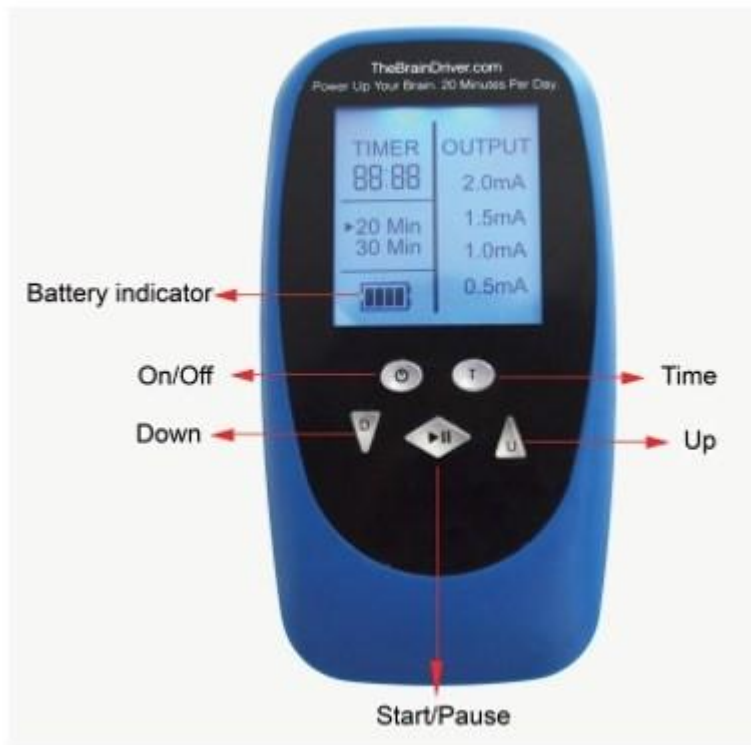 TheBrainDriver.com
Power Up Your Brain. 20 Minutes Per Day.
TIMER
88:88
20 Min
30 Min
OUTPUT
2.0mA
1.5mA
1.0mA
0.5mA
Battery indicator
On/Off
T
Time
Down
D
U
Up
Start/Pause